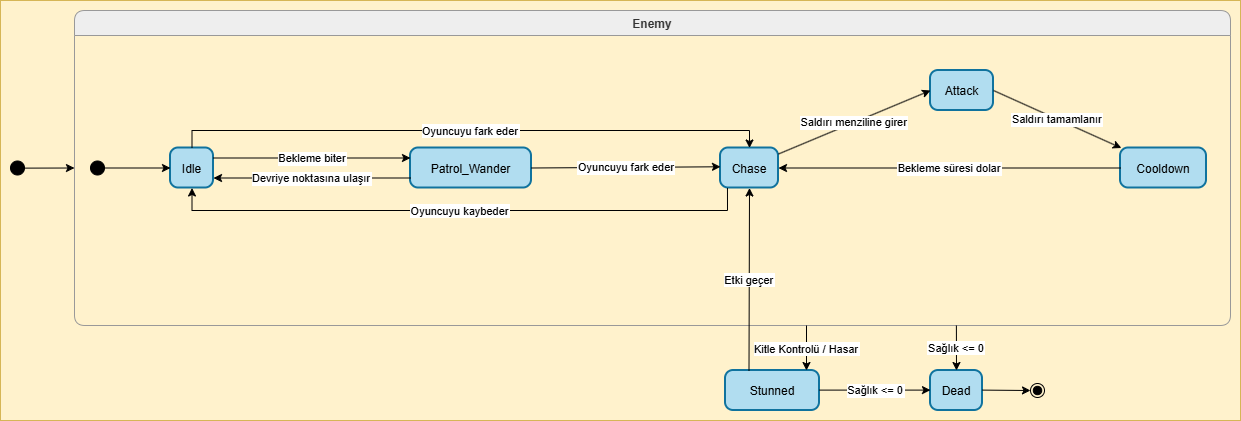 Enemy
Attack
Saldırı menziline girer
Saldırı tamamlanır
Oyuncuyu fark eder
Idle
Bekleme biter
Devriye noktasına ulaşır
Patrol_Wander
Oyuncuyu fark eder
Chase
Bekleme süresi dolar
Cooldown
Oyuncuyu kaybeder
Etki geçer
Kitle Kontrolü / Hasar
Sağlık <= 0
Stunned
Sağlık <= 0
Dead